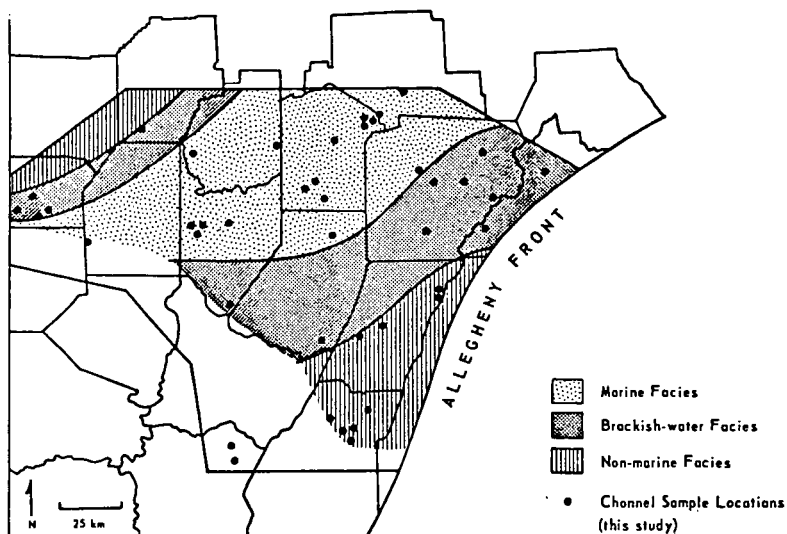 ALLEGHENY FRONT
Marine Facies
Brackish-water Facies
Non-marine Facies
Channel Sample Locations
(this study)
N
25 km